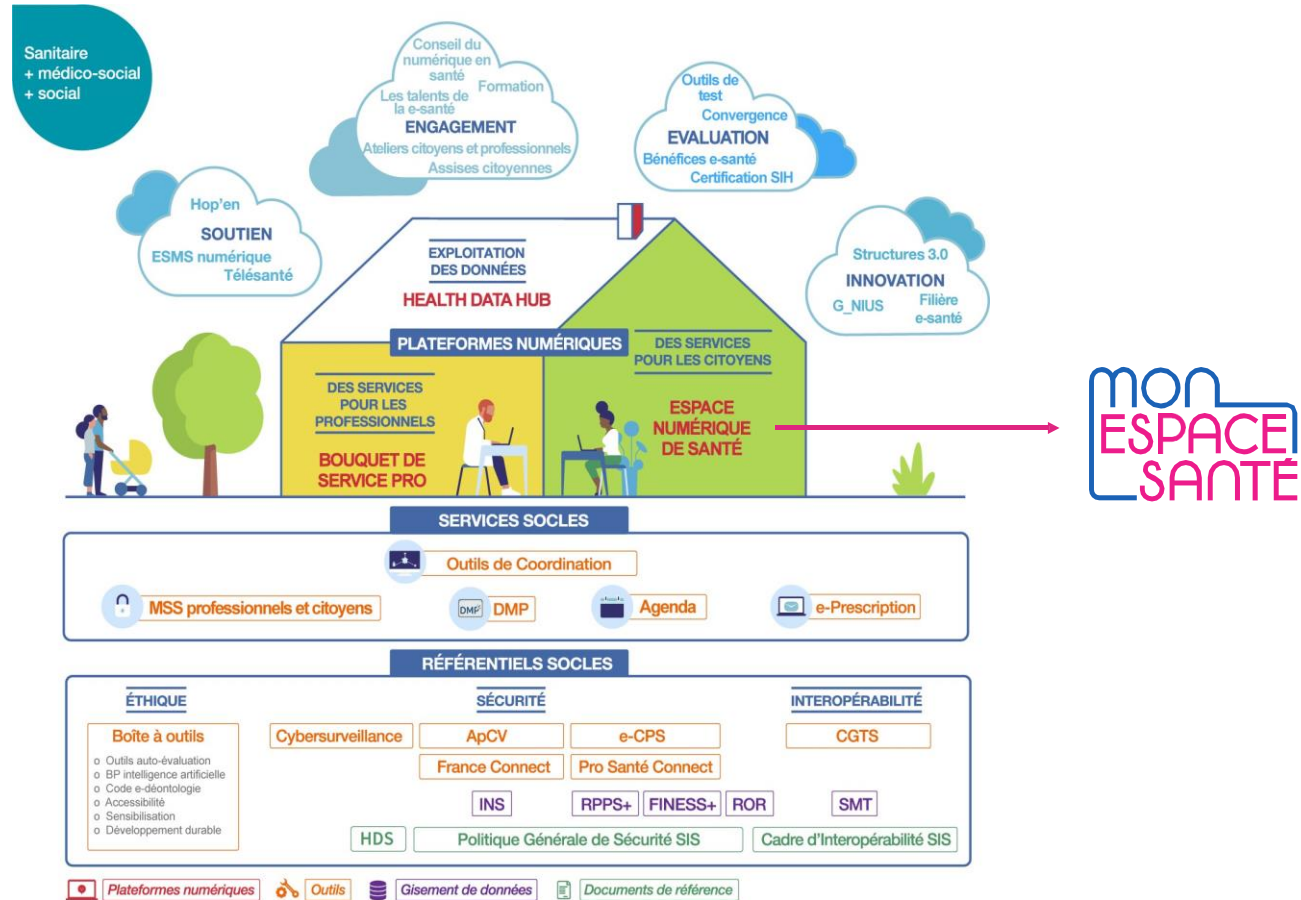 Sanitaire
+ médico-social
+ social
Conseil du
numérique en
santé
Formation
Les talents de
la e-santé
ENGAGEMENT
Ateliers citoyens et professionnels
Assises citoyennes
Outils de
test
Convergence
EVALUATION
Bénéfices e-santé
Certification SIH
Hop'en
SOUTIEN
ESMS numérique
Télésanté
Structures 3.0
INNOVATION
G_NIUS
Filière
e-santé
EXPLOITATION
DES DONNÉES
HEALTH DATA HUB
PLATEFORMES NUMÉRIQUES
DES SERVICES
POUR LES CITOYENS
DES SERVICES
POUR LES
PROFESSIONNELS
BOUQUET DE
SERVICE PRO
ESPACE
NUMÉRIQUE
DE SANTÉ
mon
ESPACE
SANTÉ
SERVICES SOCLES
Outils de Coordination
MSS professionnels et citoyens
DMP DMP
Agenda
e-Prescription
RÉFÉRENTIELS SOCLES
ÉTHIQUE
SÉCURITÉ
INTEROPÉRABILITÉ
Boîte à outils
o Outils auto-évaluation
o BP intelligence artificielle
o Code e-déontologie
o Accessibilité
o Sensibilisation
o Développement durable
Cybersurveillance
ApCV
e-CPS
CGTS
France Connect
Pro Santé Connect
INS
RPPS+
FINESS+
ROR
SMT
HDS
Politique Générale de Sécurité SIS
Cadre d'Interopérabilité SIS
Plateformes numériques
Outils
Gisement de données
Documents de référence